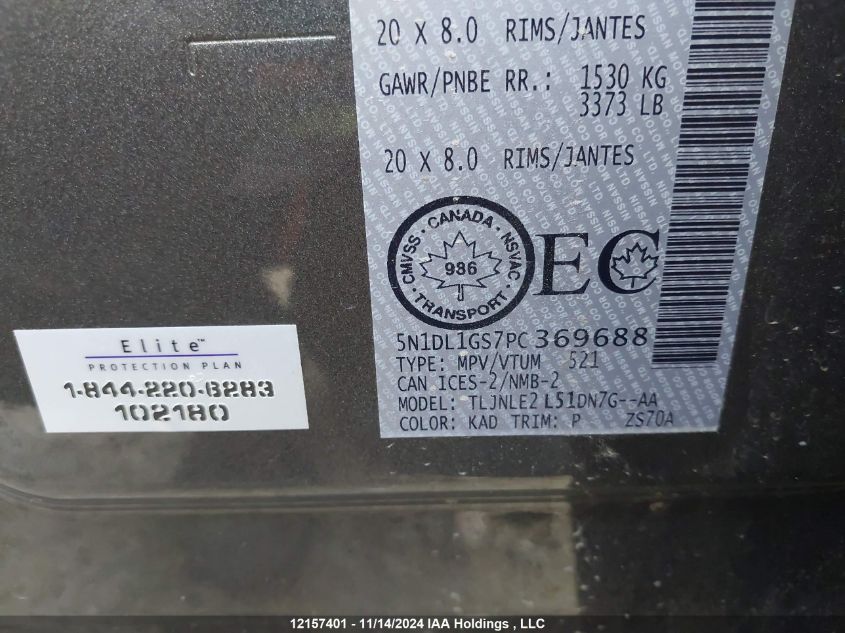 20 X 8.0 RIMS/JANTES
GAWR/PNBE RR.: 1530 KG
3373 LB
20 X 8.0 RIMS/JANTES
CMVSS · CANADA · NSVAC
936
TRANSPORT
EC
5N1DL1GS7PC369688
TYPE: MPV/VTUM 521
CAN ICES-2/NMB-2
MODEL: TLJNLE2 L51DN7G--AA
COLOR: KAD TRIM: P ZS70A
Elite™
PROTECTION PLAN
1-844-220-8283
102180
12157401 - 11/14/2024 IAA Holdings , LLC